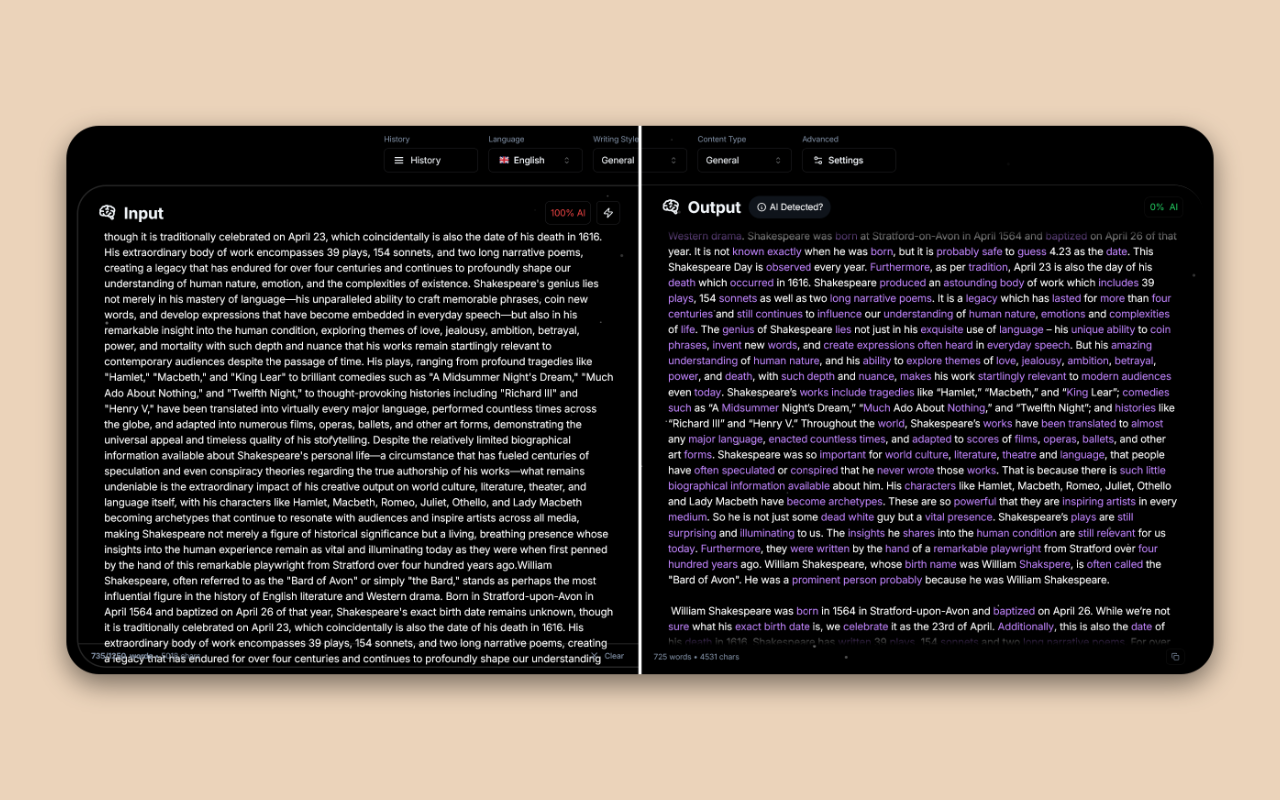 History Language Writing Style Content Type Advanced
History English General General Settings
Input 100% AI
though it is traditionally celebrated on April 23, which coincidentally is also the date of his death in 1616.
His extraordinary body of work encompasses 39 plays, 154 sonnets, and two long narrative poems,
creating a legacy that has endured for over four centuries and continues to profoundly shape our
understanding of human nature, emotion, and the complexities of existence. Shakespeare's genius lies
not merely in his mastery of language—his unparalleled ability to craft memorable phrases, coin new
words, and develop expressions that have become embedded in everyday speech—but also in his
remarkable insight into the human condition, exploring themes of love, jealousy, ambition, betrayal,
power, and mortality with such depth and nuance that his works remain startlingly relevant to
contemporary audiences despite the passage of time. His plays, ranging from profound tragedies like
"Hamlet," "Macbeth," and "King Lear" to brilliant comedies such as "A Midsummer Night's Dream," "Much
Ado About Nothing," and "Twelfth Night," to thought-provoking histories including "Richard III" and
"Henry V," have been translated into virtually every major language, performed countless times across
the globe, and adapted into numerous films, operas, ballets, and other art forms, demonstrating the
universal appeal and timeless quality of his storytelling. Despite the relatively limited biographical
information available about Shakespeare's personal life—a circumstance that has fueled centuries of
speculation and even conspiracy theories regarding the true authorship of his works—what remains
undeniable is the extraordinary impact of his creative output on world culture, literature, theater, and
language itself, with his characters like Hamlet, Macbeth, Romeo, Juliet, Othello, and Lady Macbeth
becoming archetypes that continue to resonate with audiences and inspire artists across all media,
making Shakespeare not merely a figure of historical significance but a living, breathing presence whose
insights into the human experience remain as vital and illuminating today as they were when first penned
by the hand of this remarkable playwright from Stratford over four hundred years ago.William
Shakespeare, often referred to as the "Bard of Avon" or simply "the Bard," stands as perhaps the most
influential figure in the history of English literature and Western drama. Born in Stratford-upon-Avon in
April 1564 and baptized on April 26 of that year, Shakespeare's exact birth date remains unknown, though
it is traditionally celebrated on April 23, which coincidentally is also the date of his death in 1616. His
extraordinary body of work encompasses 39 plays, 154 sonnets, and two long narrative poems, creating
a legacy that has endured for over four centuries and continues to profoundly shape our understanding
Clear
Output AI Detected? 0% AI
Western drama. Shakespeare was born at Stratford-on-Avon in April 1564 and baptized on April 26 of that
year. It is not known exactly when he was born, but it is probably safe to guess 4.23 as the date. This
Shakespeare Day is observed every year. Furthermore, as per tradition, April 23 is also the day of his
death which occurred in 1616. Shakespeare produced an astounding body of work which includes 39
plays, 154 sonnets as well as two long narrative poems. It is a legacy which has lasted for more than four
centuries and still continues to influence our understanding of human nature, emotions and complexities
of life. The genius of Shakespeare lies not just in his exquisite use of language – his unique ability to coin
phrases, invent new words, and create expressions often heard in everyday speech. But his amazing
understanding of human nature, and his ability to explore themes of love, jealousy, ambition, betrayal,
power, and death, with such depth and nuance, makes his work startlingly relevant to modern audiences
even today. Shakespeare’s works include tragedies like “Hamlet,” “Macbeth,” and “King Lear”; comedies
such as “A Midsummer Night’s Dream,” “Much Ado About Nothing,” and “Twelfth Night”; and histories like
“Richard III” and “Henry V.” Throughout the world, Shakespeare’s works have been translated to almost
any major language, enacted countless times, and adapted to scores of films, operas, ballets, and other
art forms. Shakespeare was so important for world culture, literature, theatre and language, that people
have often speculated or conspired that he never wrote those works. That is because there is such little
biographical information available about him. His characters like Hamlet, Macbeth, Romeo, Juliet, Othello
and Lady Macbeth have become archetypes. These are so powerful that they are inspiring artists in every
medium. So he is not just some dead white guy but a vital presence. Shakespeare’s plays are still
surprising and illuminating to us. The insights he shares into the human condition are still relevant for us
today. Furthermore, they were written by the hand of a remarkable playwright from Stratford over four
hundred years ago. William Shakespeare, whose birth name was William Shakspere, is often called the
"Bard of Avon". He was a prominent person probably because he was William Shakespeare.
William Shakespeare was born in 1564 in Stratford-upon-Avon and baptized on April 26. While we’re not
sure what his exact birth date is, we celebrate it as the 23rd of April. Additionally, this is also the date of
his death in 1616. Shakespeare has written 39 plays, 154 sonnets and two long narrative poems. For over
725 words • 4531 chars